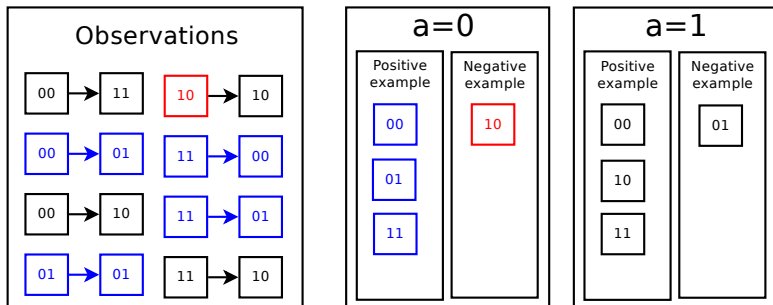 Observations
00 11 10 10
00 01 11 00
00 10 11 01
01 01 11 10
a=0
Positive
example
00
01
11
Negative
example
10
a=1
Positive
example
00
10
11
Negative
example
01